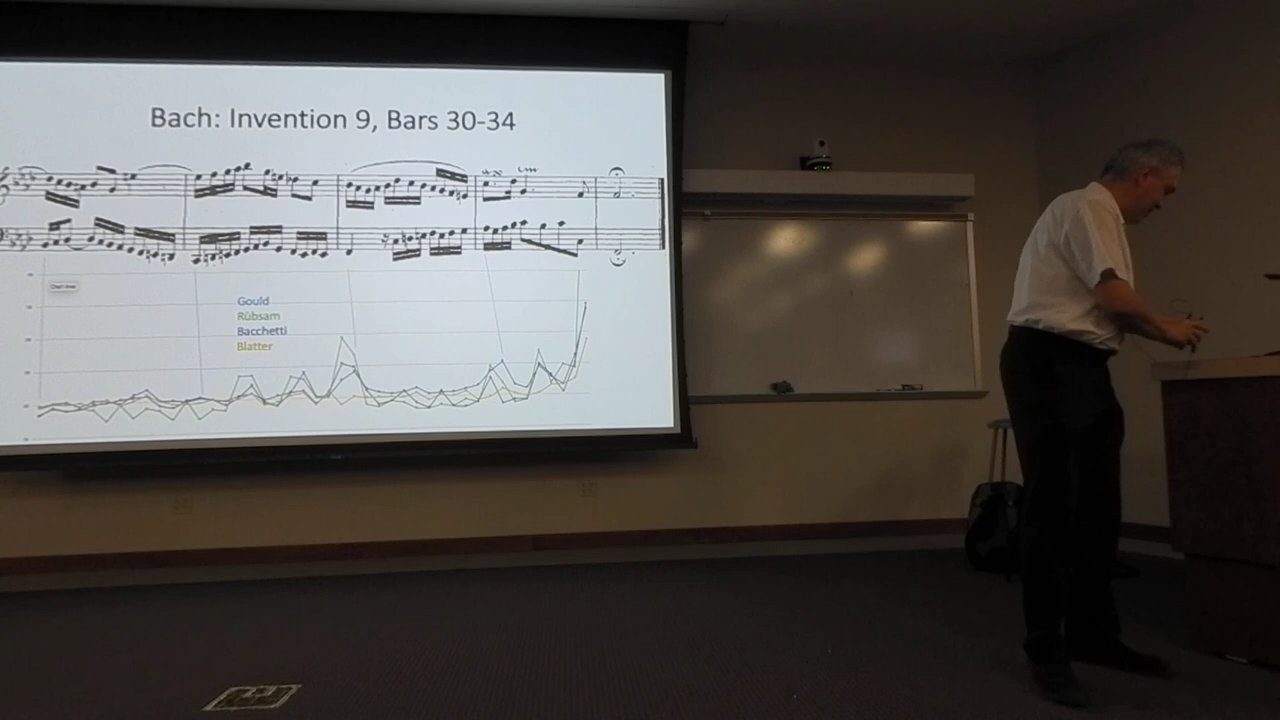 Bach: Invention 9, Bars 30-34
Gould
Rübsam
Bacchetti
Blatter